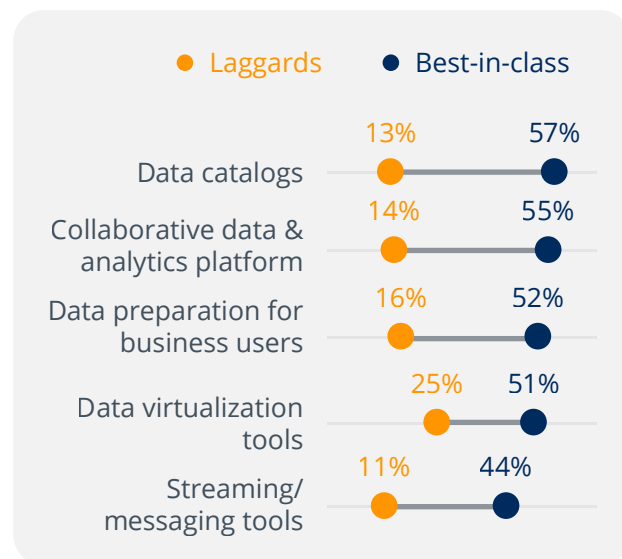 Laggards Best-in-class
13% 57%
Data catalogs
14% 55%
Collaborative data &
analytics platform
16% 52%
Data preparation for
business users
25% 51%
Data virtualization
tools
11% 44%
Streaming/
messaging tools